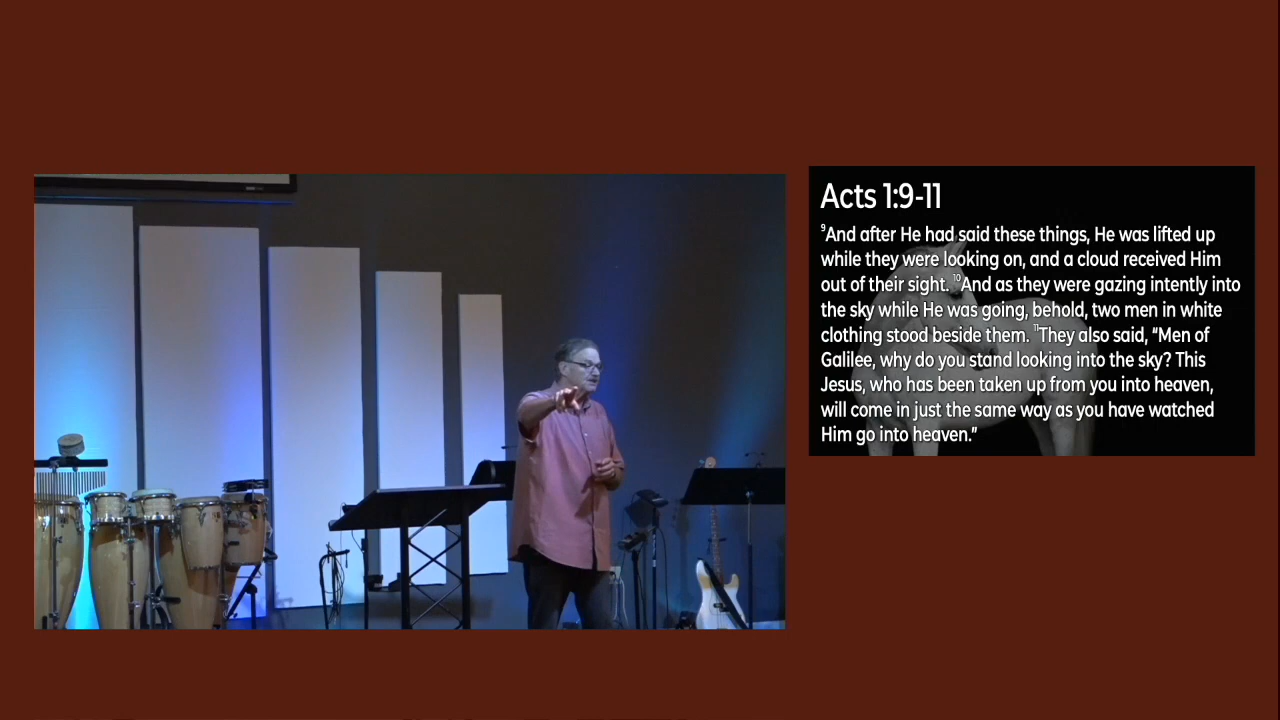 Acts 1:9-11
⁹And after He had said these things, He was lifted up
while they were looking on, and a cloud received Him
out of their sight. ¹⁰And as they were gazing intently into
the sky while He was going, behold, two men in white
clothing stood beside them. ¹¹They also said, “Men of
Galilee, why do you stand looking into the sky? This
Jesus, who has been taken up from you into heaven,
will come in just the same way as you have watched
Him go into heaven.”